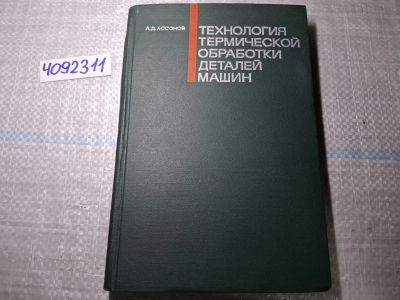 4092311
А.Д. АССОНОВ
ТЕХНОЛОГИЯ
ТЕРМИЧЕСКОЙ
ОБРАБОТКИ
ДЕТАЛЕЙ
МАШИН